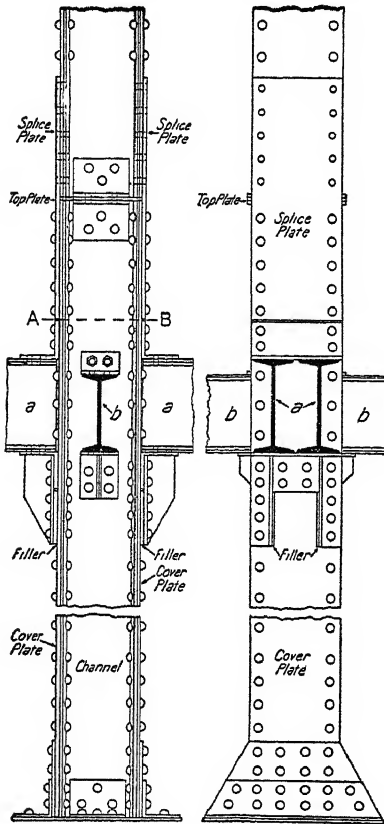 Splice
Plate
Splice
Plate
Top Plate
A
B
a
b
a
Filler
Filler
Cover
Plate
Cover
Plate
Channel
Top Plate
Splice
Plate
b
a
b
Filler
Cover
Plate